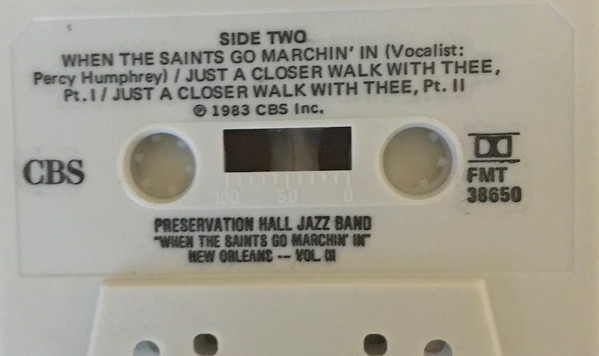 SIDE TWO
WHEN THE SAINTS GO MARCHIN' IN (Vocalist:
Percy Humphrey) / JUST A CLOSER WALK WITH THEE,
Pt. I / JUST A CLOSER WALK WITH THEE, Pt. II
℗ 1983 CBS Inc.
CBS
100 50 0
FMT
38650
PRESERVATION HALL JAZZ BAND
"WHEN THE SAINTS GO MARCHIN' IN"
NEW ORLEANS -- VOL. III